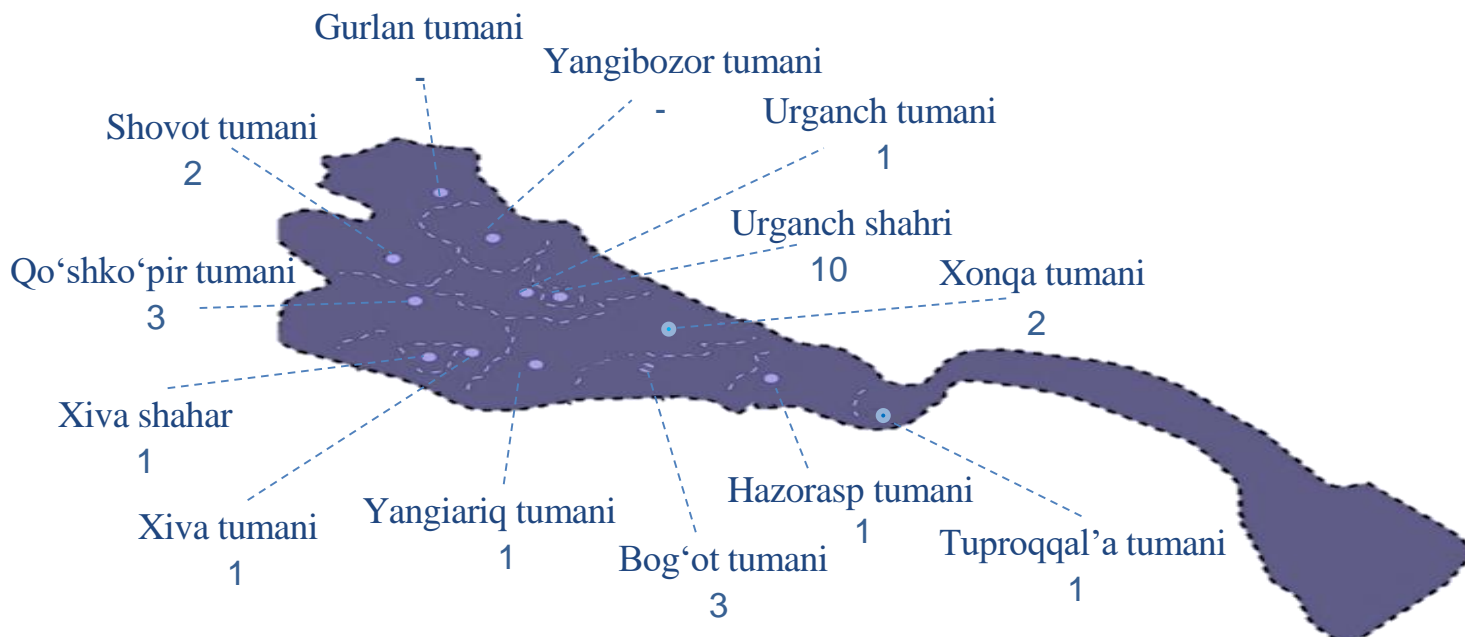 Gurlan tumani
-
Yangibozor tumani
-
Urganch tumani
1
Shovot tumani
2
Urganch shahri
10
Qo‘shko‘pir tumani
3
Xonqa tumani
2
Xiva shahar
1
Xiva tumani
1
Yangiariq tumani
1
Bog‘ot tumani
3
Hazorasp tumani
1
Tuproqqal’a tumani
1